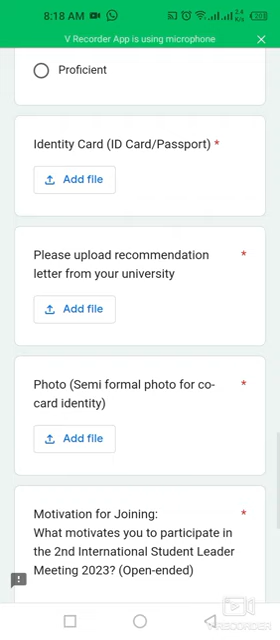 8:18 AM
V Recorder App is using microphone
Proficient
Identity Card (ID Card/Passport) *
Add file
Please upload recommendation *
letter from your university
Add file
Photo (Semi formal photo for co- *
card identity)
Add file
Motivation for Joining: *
What motivates you to participate in
the 2nd International Student Leader
Meeting 2023? (Open-ended)